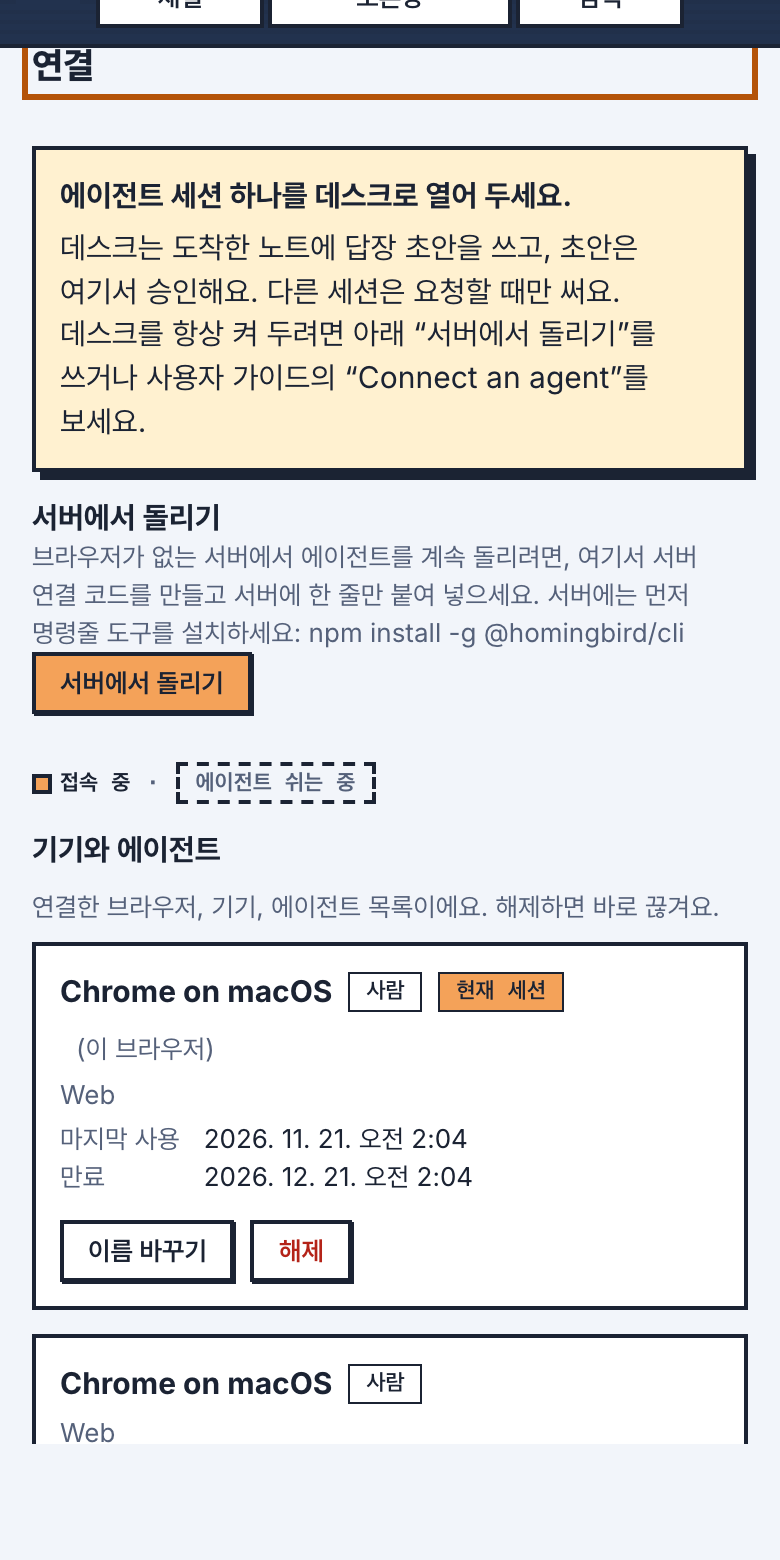 연결
에이전트 세션 하나를 데스크로 열어 두세요.
데스크는 도착한 노트에 답장 초안을 쓰고, 초안은
여기서 승인해요. 다른 세션은 요청할 때만 써요.
데스크를 항상 켜 두려면 아래 “서버에서 돌리기”를
쓰거나 사용자 가이드의 “Connect an agent”를
보세요.
서버에서 돌리기
브라우저가 없는 서버에서 에이전트를 계속 돌리려면, 여기서 서버
연결 코드를 만들고 서버에 한 줄만 붙여 넣으세요. 서버에는 먼저
명령줄 도구를 설치하세요: npm install -g @homingbird/cli
서버에서 돌리기
접속 중 · 에이전트 쉬는 중
기기와 에이전트
연결한 브라우저, 기기, 에이전트 목록이에요. 해제하면 바로 끊겨요.
Chrome on macOS 사람 현재 세션
(이 브라우저)
Web
마지막 사용 2026. 11. 21. 오전 2:04
만료 2026. 12. 21. 오전 2:04
이름 바꾸기 해제
Chrome on macOS 사람
Web